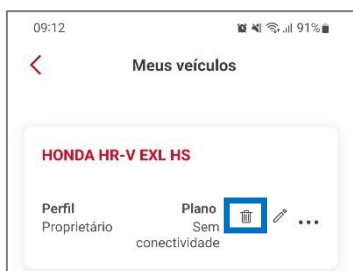 09:12 91%
Meus veículos
HONDA HR-V EXL HS
Perfil Plano
Proprietário Sem
conectividade